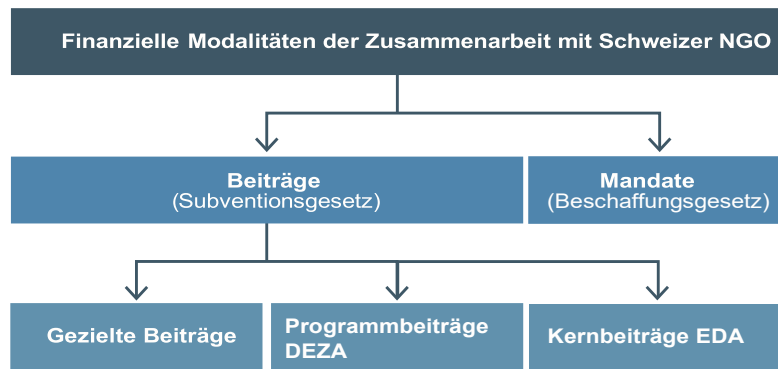 Finanzielle Modalitäten der Zusammenarbeit mit Schweizer NGO
Beiträge
(Subventionsgesetz)
Mandate
(Beschaffungsgesetz)
Gezielte Beiträge
Programmbeiträge
DEZA
Kernbeiträge EDA